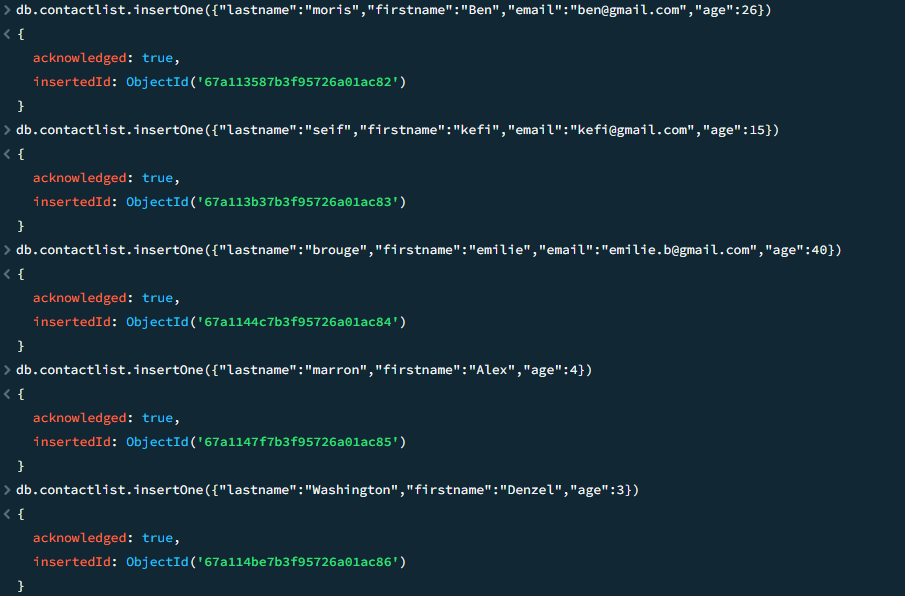 > db.contactlist.insertOne({"lastname":"moris","firstname":"Ben","email":"ben@gmail.com","age":26})
< {
acknowledged: true,
insertedId: ObjectId('67a113587b3f95726a01ac82')
}
> db.contactlist.insertOne({"lastname":"seif","firstname":"kefi","email":"kefi@gmail.com","age":15})
< {
acknowledged: true,
insertedId: ObjectId('67a113b37b3f95726a01ac83')
}
> db.contactlist.insertOne({"lastname":"brouge","firstname":"emilie","email":"emilie.b@gmail.com","age":40})
< {
acknowledged: true,
insertedId: ObjectId('67a1144c7b3f95726a01ac84')
}
> db.contactlist.insertOne({"lastname":"marron","firstname":"Alex","age":4})
< {
acknowledged: true,
insertedId: ObjectId('67a1147f7b3f95726a01ac85')
}
> db.contactlist.insertOne({"lastname":"Washington","firstname":"Denzel","age":3})
< {
acknowledged: true,
insertedId: ObjectId('67a114be7b3f95726a01ac86')
}